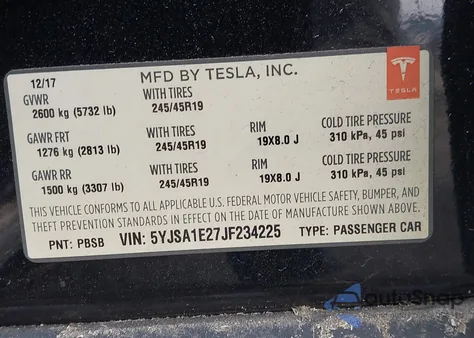 12/17 MFD BY TESLA, INC. TESLA
GVWR WITH TIRES
2600 kg (5732 lb) 245/45R19
GAWR FRT WITH TIRES RIM COLD TIRE PRESSURE
1276 kg (2813 lb) 245/45R19 19X8.0 J 310 kPa, 45 psi
GAWR RR WITH TIRES RIM COLD TIRE PRESSURE
1500 kg (3307 lb) 245/45R19 19X8.0 J 310 kPa, 45 psi
THIS VEHICLE CONFORMS TO ALL APPLICABLE
U.S. FEDERAL MOTOR VEHICLE SAFETY, BUMPER, AND
THEFT PREVENTION STANDARDS IN EFFECT ON THE
DATE OF MANUFACTURE SHOWN ABOVE.
PNT: PBSB VIN: 5YJSA1E27JF234225 TYPE: PASSENGER CAR
autoSnap